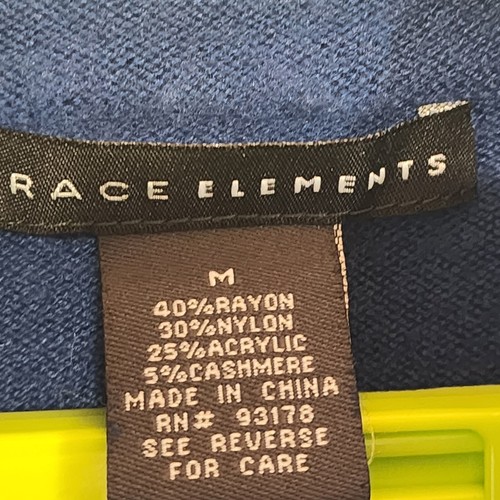 RACE ELEMENTS
M
40%RAYON
30%NYLON
25%ACRYLIC
5%CASHMERE
MADE IN CHINA
RN# 93178
SEE REVERSE
FOR CARE